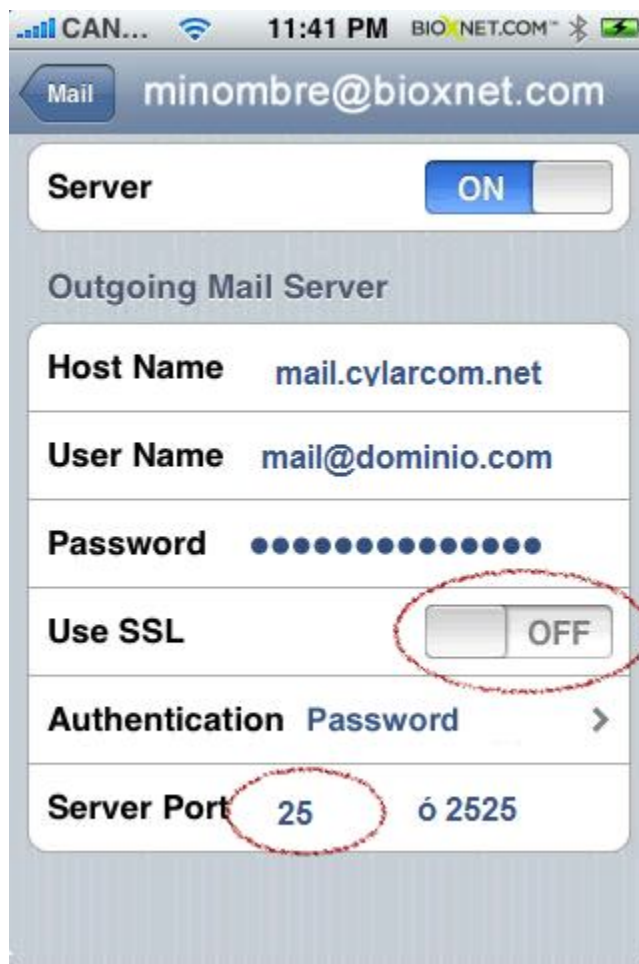 CAN... 11:41 PM BIOXNET.COM™
Mail minombre@bioxnet.com
Server ON
Outgoing Mail Server
Host Name mail.cylarcom.net
User Name mail@dominio.com
Password ●●●●●●●●●●●●●●
Use SSL OFF
Authentication Password
Server Port 25 ó 2525